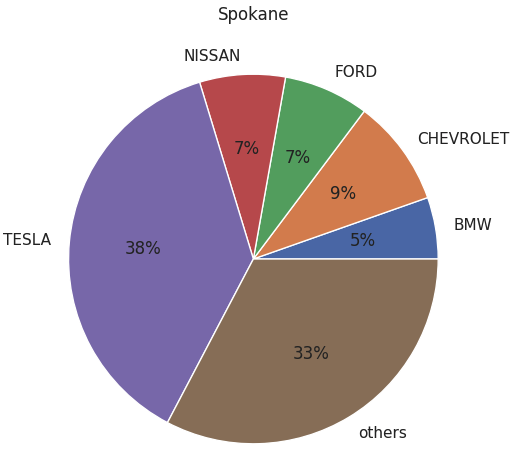 Spokane
NISSAN
FORD
CHEVROLET
BMW
TESLA
others
7%
7%
9%
5%
38%
33%